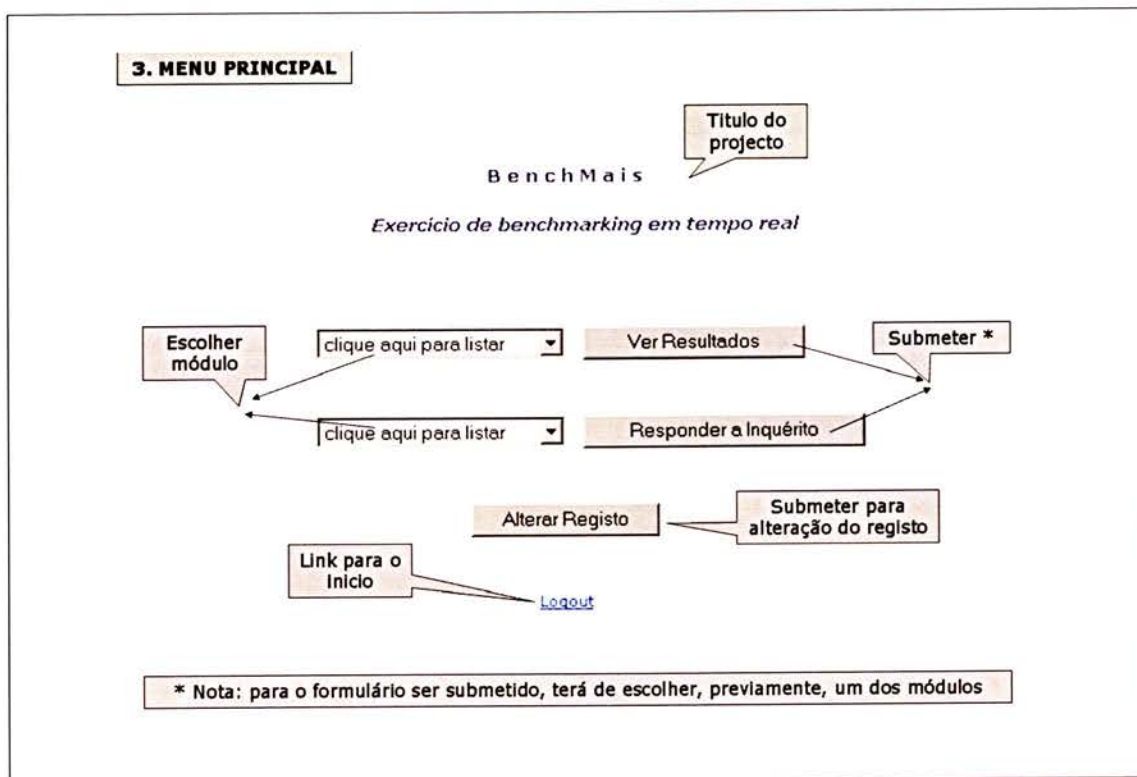 3. MENU PRINCIPAL
Titulo do
projecto
BenchMais
Exercício de benchmarking em tempo real
Escolher
módulo
clique aqui para listar
Ver Resultados
Submeter *
clique aqui para listar
Responder a Inquérito
Alterar Registo
Submeter para
alteração do registo
Link para o
Inicio
Logout
* Nota: para o formulário ser submetido, terá de escolher, previamente, um dos módulos